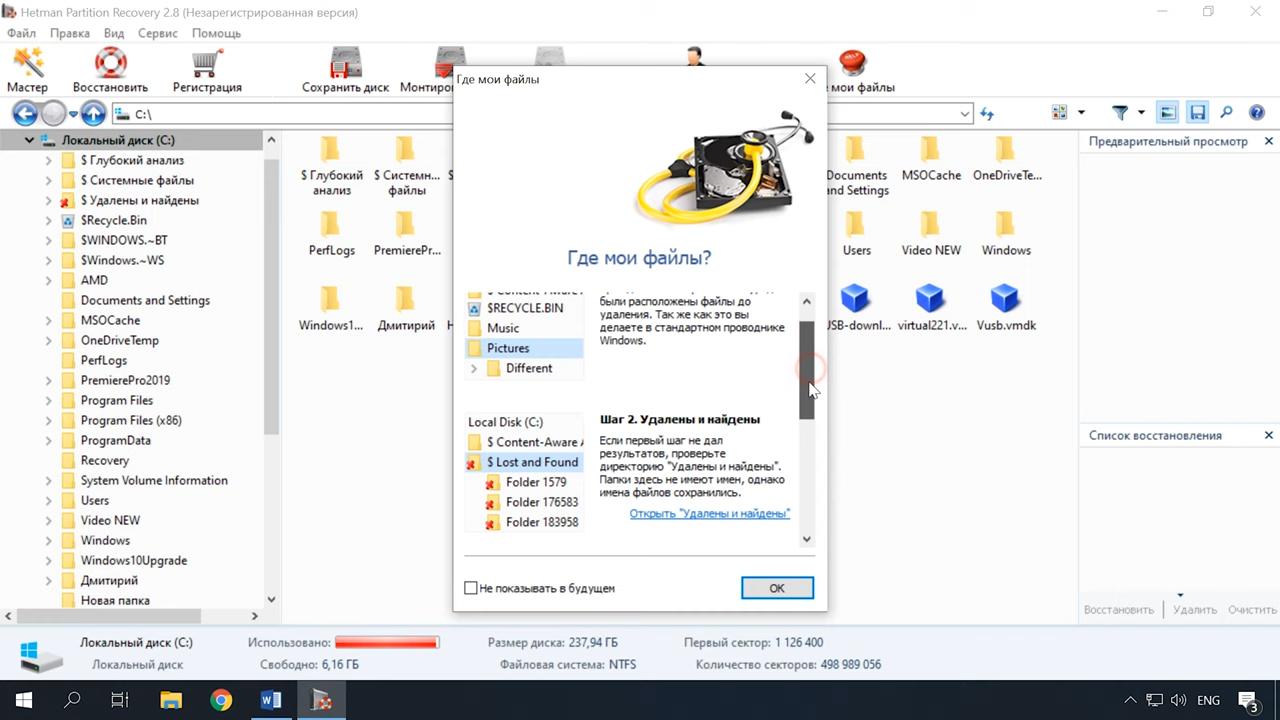 Hetman Partition Recovery 2.8 (Незарегистрированная версия)
Файл Правка Вид Сервис Помощь
Мастер Восстановить Регистрация Сохранить диск
мои файлы
C:\
Локальный диск (C:)
$ Глубокий анализ
$ Системные файлы
$ Удалены и найдены
$Recycle.Bin
$WINDOWS.~BT
$Windows.~WS
AMD
Documents and Settings
MSOCache
OneDriveTemp
PerfLogs
PremierePro2019
Program Files
Program Files (x86)
ProgramData
Recovery
System Volume Information
Users
Video NEW
Windows
Windows10Upgrade
Дмитрий
Новая папка
$ Глубокий
анализ
$ Системн...
файлы
Documents
and Settings
MSOCache
OneDriveTe...
PerfLogs
PremierePr...
Users
Video NEW
Windows
Windows1...
Дмитрий
USB-downl...
virtual221.v...
Vusb.vmdk
Где мои файлы
Где мои файлы?
$RECYCLE.BIN
Music
Pictures
Different
были расположены файлы до
удаления. Так же как это вы
делаете в стандартном проводнике
Windows.
Local Disk (C:)
$ Content-Aware A
$ Lost and Found
Folder 1579
Folder 176583
Folder 183958
Шаг 2. Удалены и найдены
Если первый шаг не дал
результатов, проверьте
директорию "Удалены и найдены".
Папки здесь не имеют имен, однако
имена файлов сохранились.
Открыть "Удалены и найдены"
Не показывать в будущем
OK
Предварительный просмотр
Список восстановления
Восстановить Удалить Очистить
Локальный диск (C:) Использовано: Размер диска: 237,94 ГБ Первый сектор: 1 126 400
Локальный диск Свободно: 6,16 ГБ Файловая система: NTFS Количество секторов: 498 989 056
ENG
3